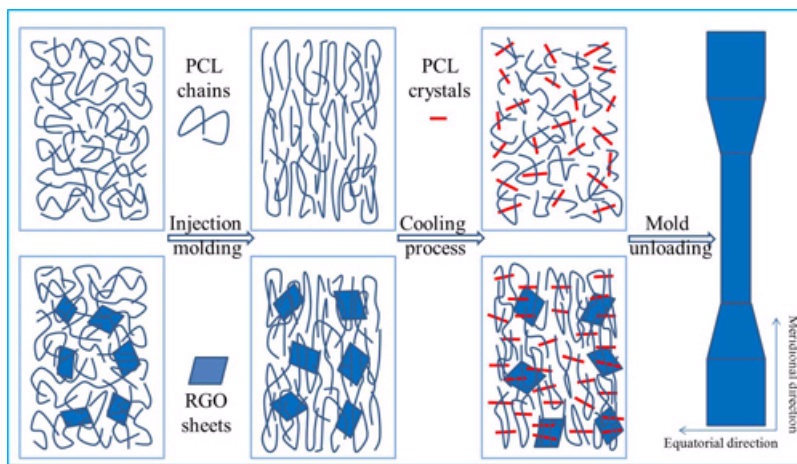 PCL
chains
PCL
crystals
Injection
molding
Cooling
process
Mold
unloading
RGO
sheets
Meridional direction
Equatorial direction